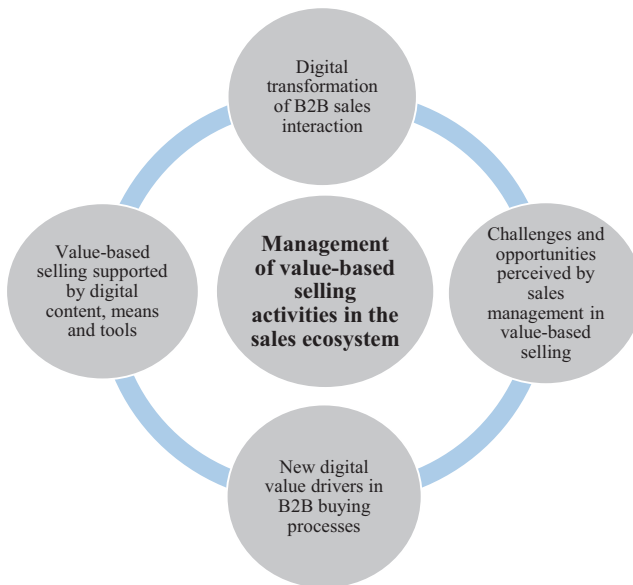 Digital
transformation
of B2B sales
interaction
Value-based
selling supported
by digital
content, means
and tools
Management
of value-based
selling
activities in the
sales ecosystem
Challenges and
opportunities
perceived by
sales
management in
value-based
selling
New digital
value drivers in
B2B buying
processes